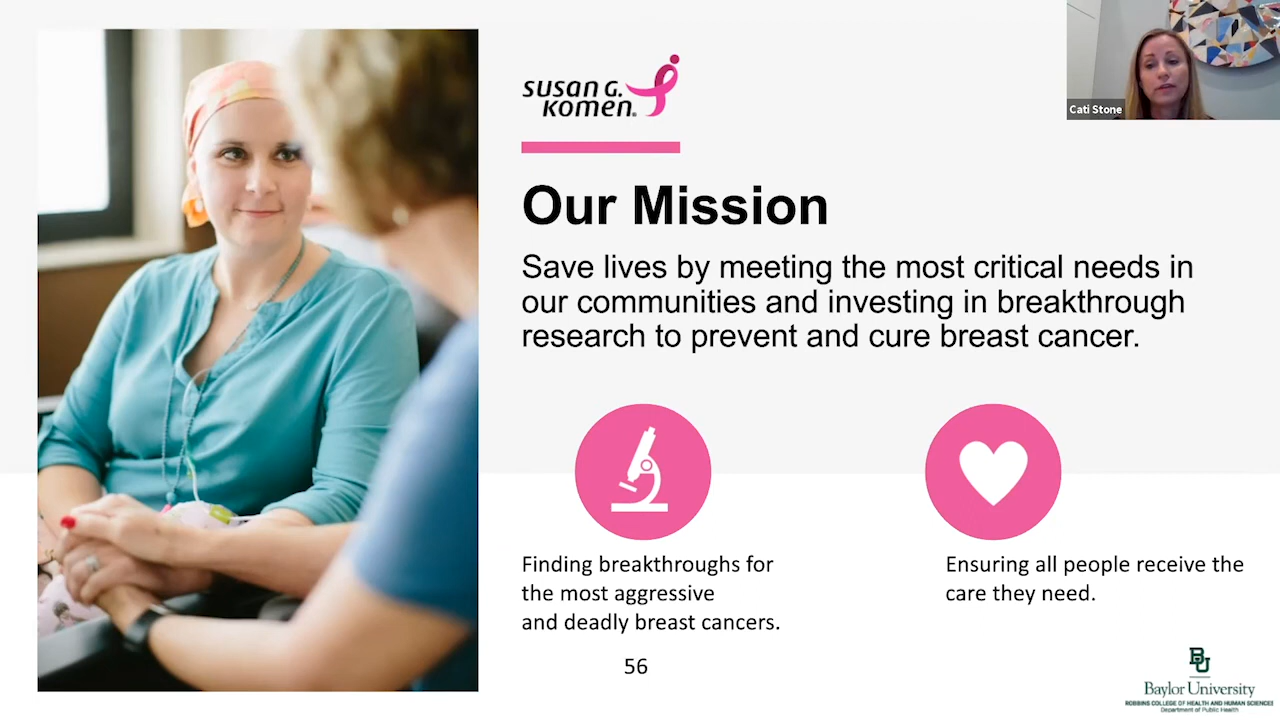 susan G.
komen®
Cati Stone
Our Mission
Save lives by meeting the most critical needs in
our communities and investing in breakthrough
research to prevent and cure breast cancer.
Finding breakthroughs for
the most aggressive
and deadly breast cancers.
Ensuring all people receive the
care they need.
56
BU
Baylor University
ROBBINS COLLEGE OF HEALTH AND HUMAN SCIENCES
Department of Public Health